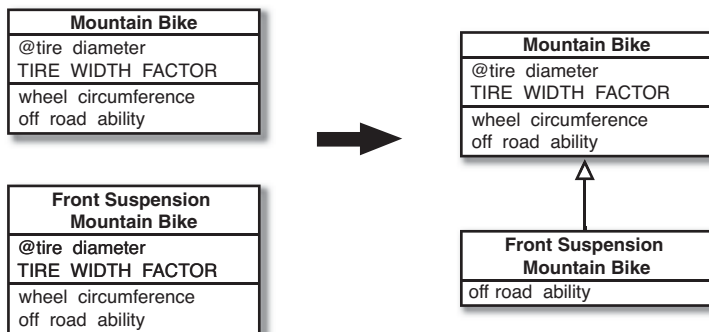 Mountain Bike
@tire diameter
TIRE WIDTH FACTOR
wheel circumference
off road ability
Front Suspension
Mountain Bike
@tire diameter
TIRE WIDTH FACTOR
wheel circumference
off road ability
Mountain Bike
@tire diameter
TIRE WIDTH FACTOR
wheel circumference
off road ability
Front Suspension
Mountain Bike
off road ability